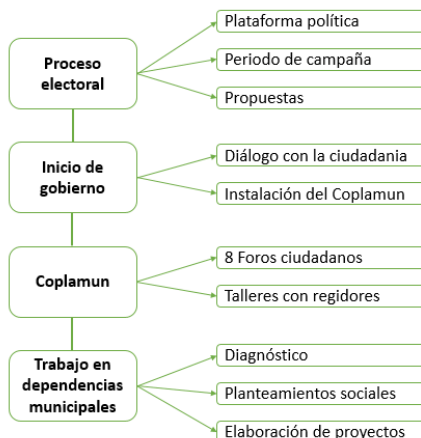 Proceso
electoral
Plataforma política
Periodo de campaña
Propuestas
Inicio de
gobierno
Diálogo con la ciudadania
Instalación del Coplamun
Coplamun
8 Foros ciudadanos
Talleres con regidores
Trabajo en
dependencias
municipales
Diagnóstico
Planteamientos sociales
Elaboración de proyectos